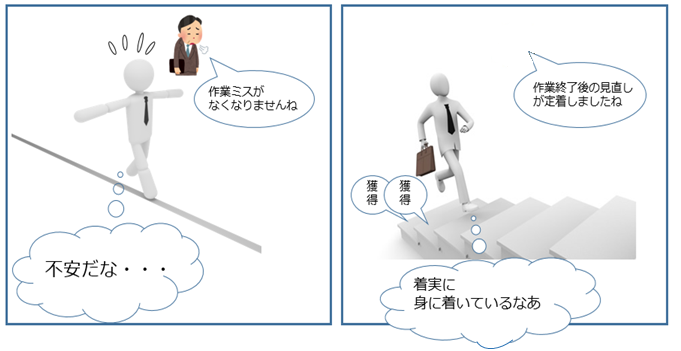 作業ミスが
なくなりませんね
不安だな・・・
作業終了後の見直し
が定着しましたね
獲
得
獲
得
着実に
身に着いているなあ